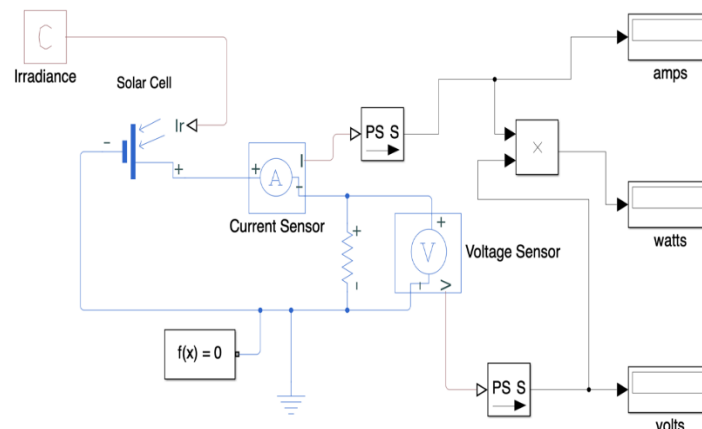 C
Irradiance
Solar Cell
Ir
-
+
PS S
amps
×
+
A
I
-
Current Sensor
watts
+
-
+
V
-
V
Voltage Sensor
f(x) = 0
PS S
volts